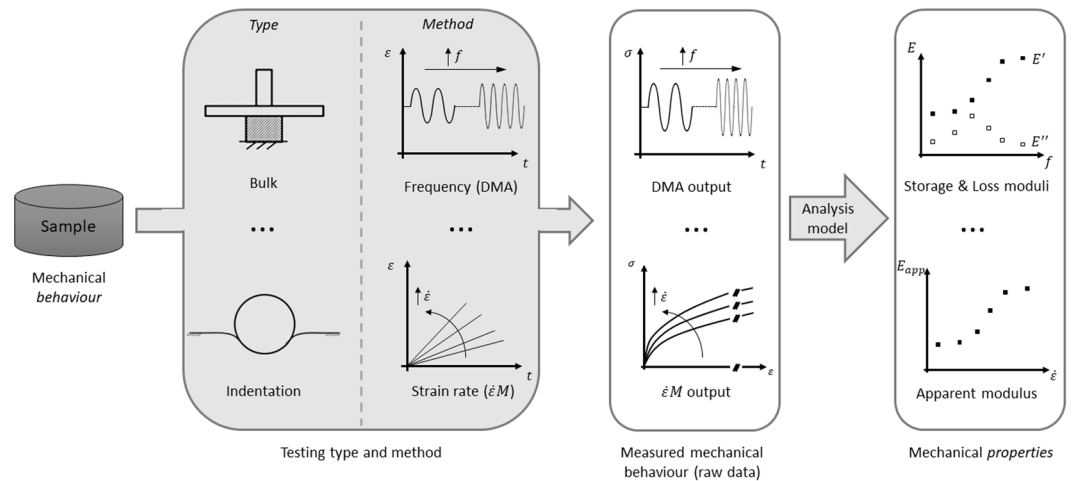 Sample
Mechanical
behaviour
Type
Bulk
...
Indentation
Method
ε
f
t
Frequency (DMA)
...
ε
ε̇
t
Strain rate (ε̇M)
Testing type and method
σ
f
t
DMA output
...
σ
ε̇
ε
ε̇M output
Measured mechanical
behaviour (raw data)
Analysis
model
E
E'
E''
f
Storage & Loss moduli
...
E_app
ε̇
Apparent modulus
Mechanical properties